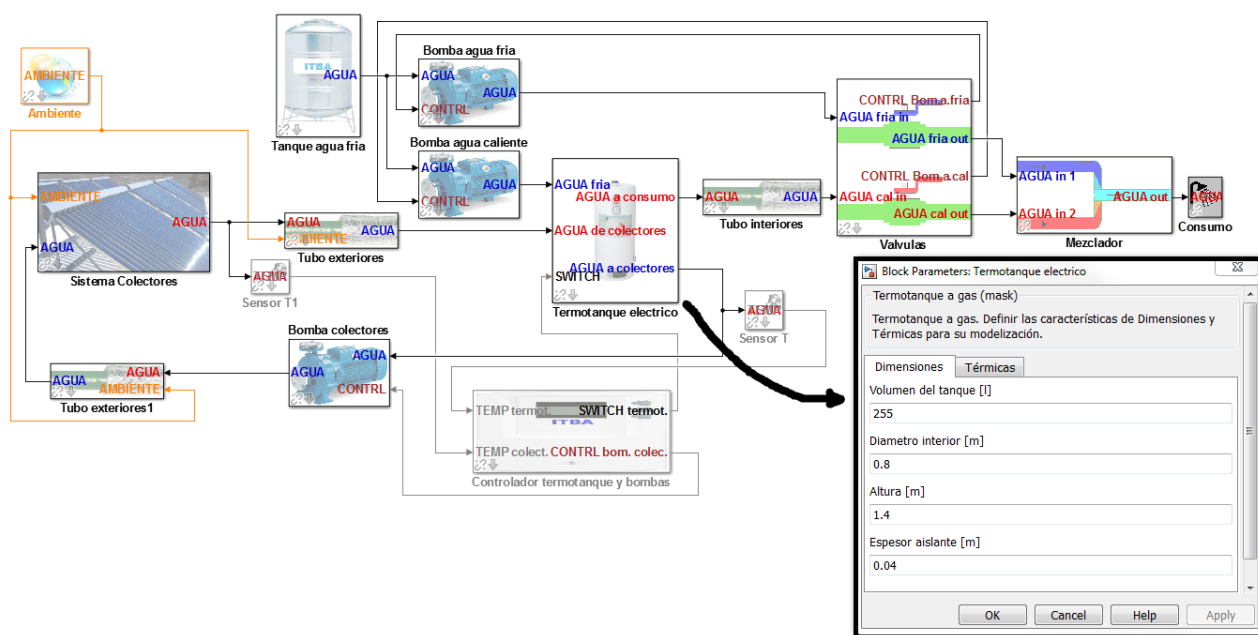 AMBIENTE
Ambiente
ITBA
AGUA
Tanque agua fria
Bomba agua fria
AGUA
AGUA
CONTRL
Bomba agua caliente
AGUA
AGUA
CONTRL
AMBIENTE
AGUA
AGUA
Sistema Colectores
AGUA
AGUA
AMBIENTE
Tubo exteriores
AGUA
Sensor T1
AGUA fria
AGUA a consumo
AGUA de colectores
AGUA a colectores
SWITCH
Termotanque electrico
AGUA
AGUA
Tubo interiores
CONTRL Bom.a.fria
AGUA fria in
AGUA fria out
CONTRL Bom.a.cal
AGUA cal in
AGUA cal out
Valvulas
AGUA in 1
AGUA out
AGUA in 2
Mezclador
AGUA
Consumo
AGUA
Sensor T
Bomba colectores
AGUA
AGUA
CONTRL
AGUA
AGUA
AMBIENTE
Tubo exteriores1
TEMP termot.
SWITCH termot.
ITBA
TEMP colect.
CONTRL bom. colec.
Controlador termotanque y bombas
Block Parameters: Termotanque electrico
Termotanque a gas (mask)
Termotanque a gas. Definir las características de Dimensiones y
Térmicas para su modelización.
Dimensiones
Térmicas
Volumen del tanque [l]
255
Diametro interior [m]
0.8
Altura [m]
1.4
Espesor aislante [m]
0.04
OK
Cancel
Help
Apply